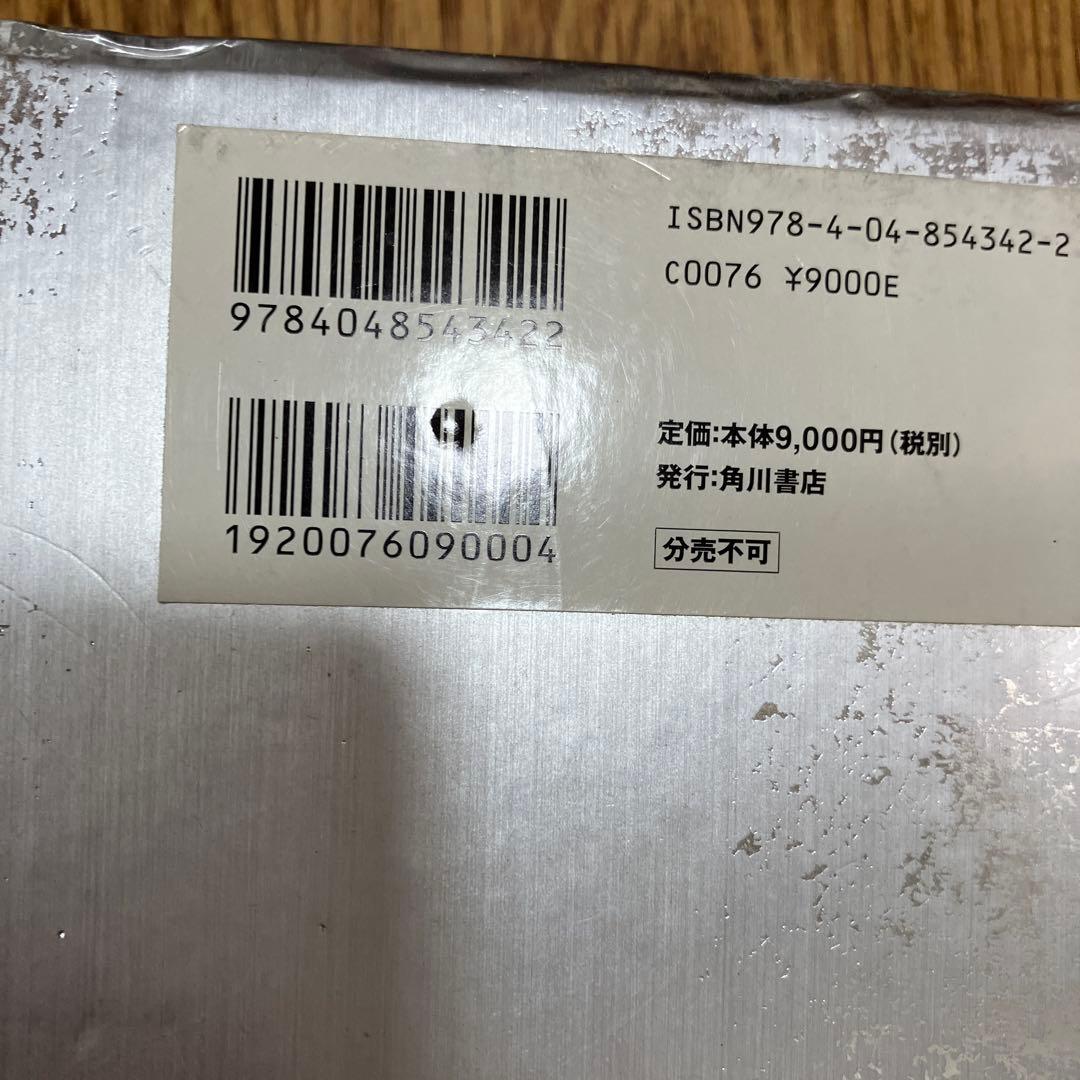 9784048543422
ISBN978-4-04-854342-2
C0076 ¥9000E
1920076090004
定価:本体9,000円(税別)
発行:角川書店
分売不可